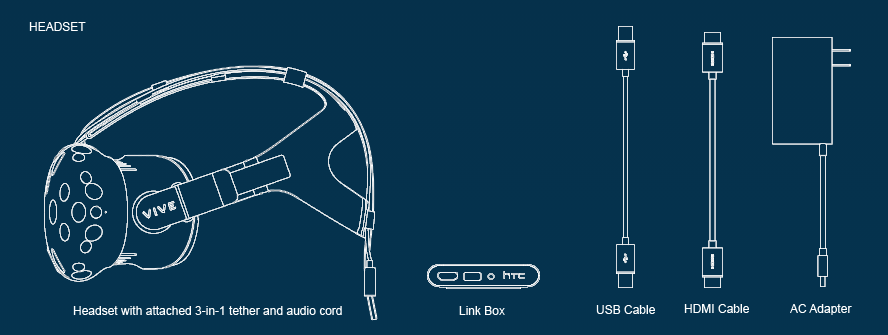 HEADSET
VIVE
htc
Headset with attached 3-in-1 tether and audio cord
Link Box
USB Cable
HDMI Cable
AC Adapter